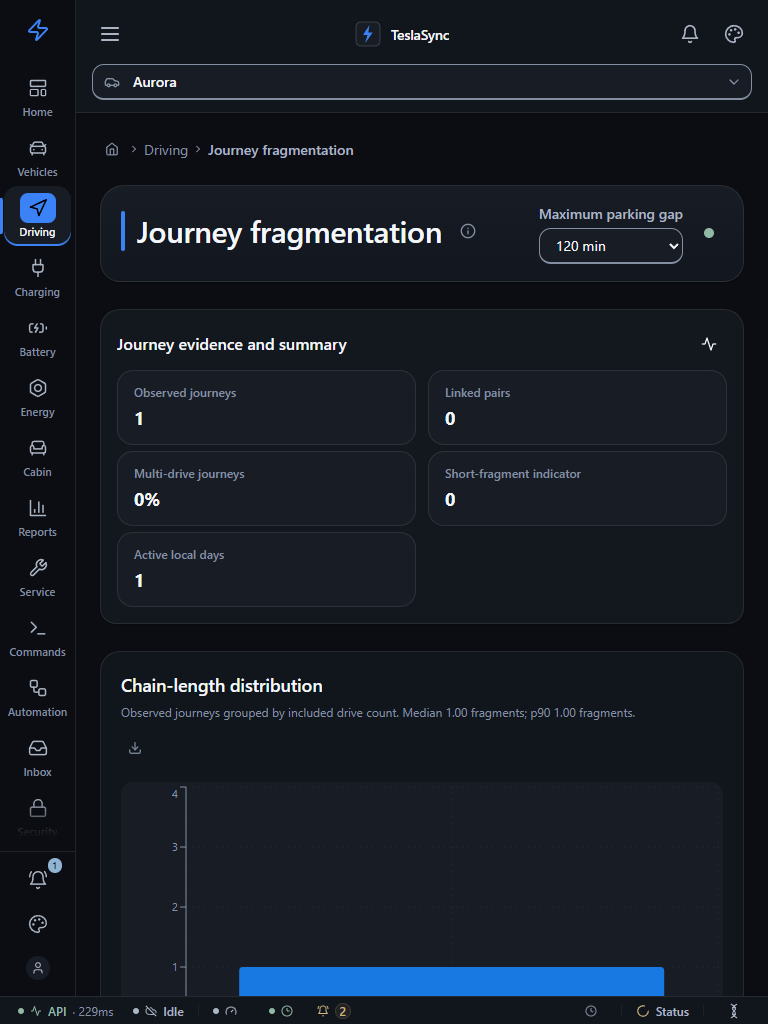 TeslaSync
Aurora
Home
Vehicles
Driving
Charging
Battery
Energy
Cabin
Reports
Service
Commands
Automation
Inbox
Security
1
Driving
Journey fragmentation
Journey fragmentation
Maximum parking gap
120 min
Journey evidence and summary
Observed journeys
1
Linked pairs
0
Multi-drive journeys
0%
Short-fragment indicator
0
Active local days
1
Chain-length distribution
Observed journeys grouped by included drive count. Median 1.00 fragments; p90 1.00 fragments.
4
3
2
1
API · 229ms
Idle
2
Status